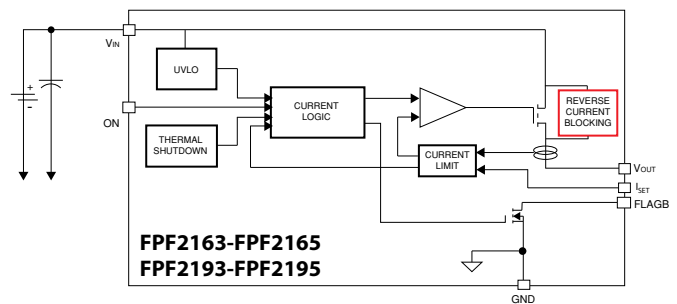 VIN
UVLO
ON
THERMAL
SHUTDOWN
CURRENT
LOGIC
CURRENT
LIMIT
REVERSE
CURRENT
BLOCKING
VOUT
ISET
FLAGB
FPF2163-FPF2165
FPF2193-FPF2195
GND
+
-